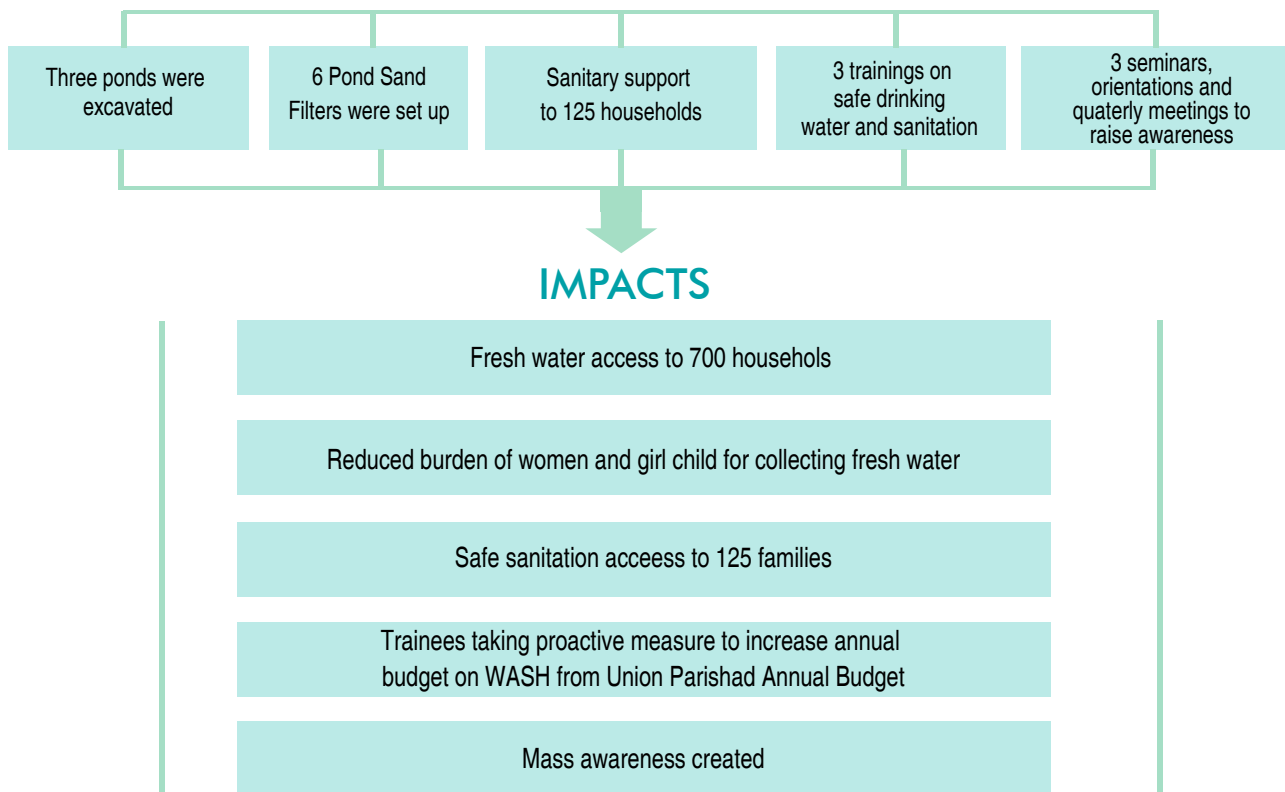 Three ponds were
excavated
6 Pond Sand
Filters were set up
Sanitary support
to 125 households
3 trainings on
safe drinking
water and sanitation
3 seminars,
orientations and
quaterly meetings to
raise awareness
IMPACTS
Fresh water access to 700 househols
Reduced burden of women and girl child for collecting fresh water
Safe sanitation acceess to 125 families
Trainees taking proactive measure to increase annual
budget on WASH from Union Parishad Annual Budget
Mass awareness created